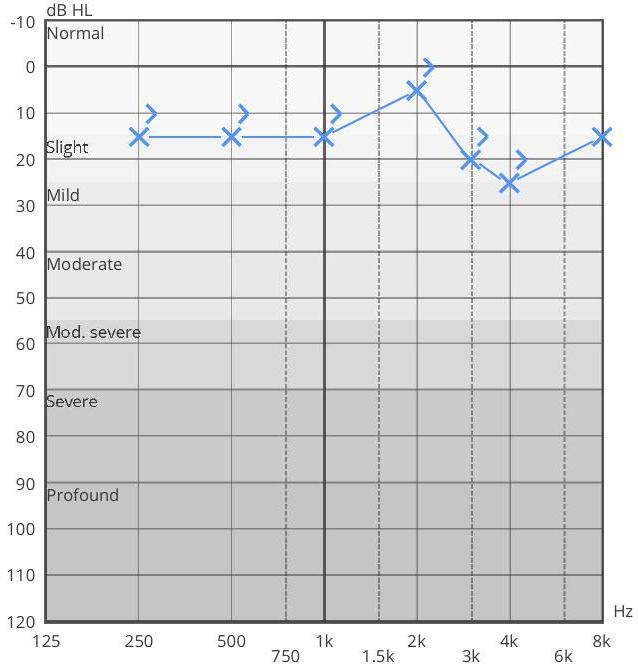 dB HL
-10
Normal
0
10
Slight
20
Mild
30
40
Moderate
50
Mod. severe
60
70
Severe
80
90
Profound
100
110
120
Hz
125 250 500 1k 2k 4k 8k
750 1.5k 3k 6k